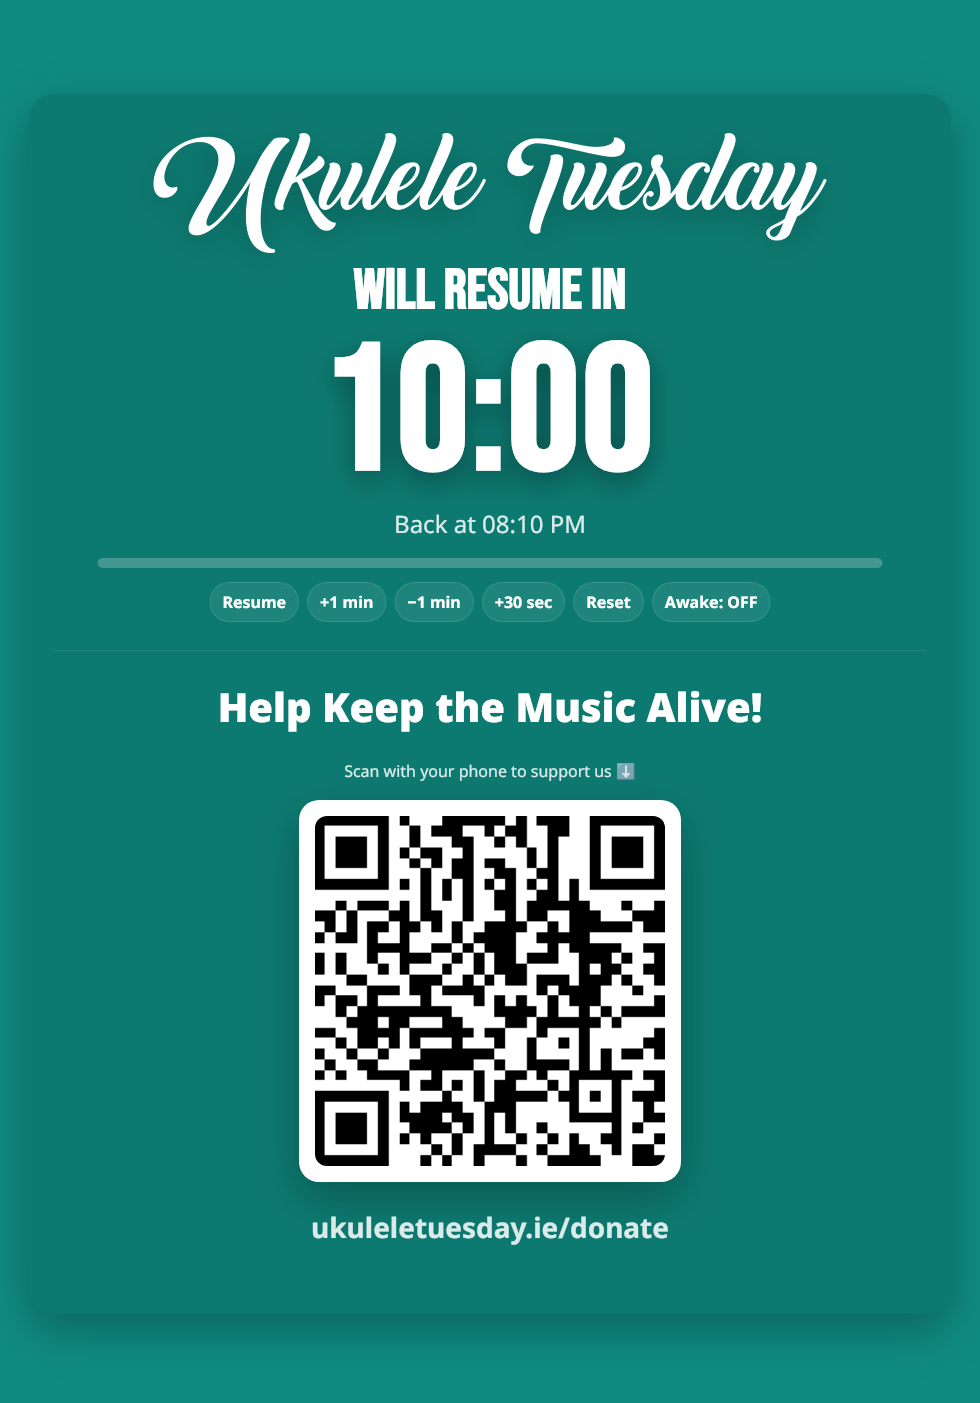 Ukulele Tuesday
WILL RESUME IN
10:00
Back at 08:10 PM
Resume +1 min −1 min +30 sec Reset Awake: OFF
Help Keep the Music Alive!
Scan with your phone to support us ⬇️
ukuleletuesday.ie/donate